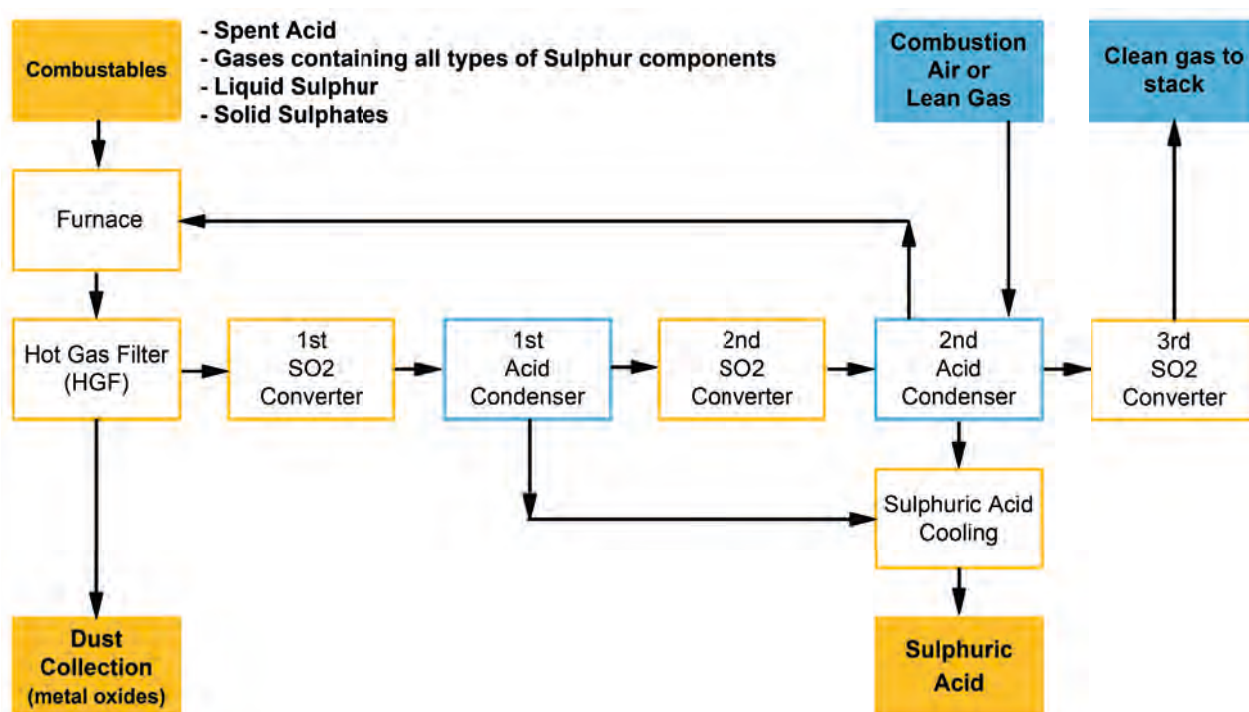 Combustables
- Spent Acid
- Gases containing all types of Sulphur components
- Liquid Sulphur
- Solid Sulphates
Combustion
Air or
Lean Gas
Clean gas to
stack
Furnace
Hot Gas Filter
(HGF)
1st
SO2
Converter
1st
Acid
Condenser
2nd
SO2
Converter
2nd
Acid
Condenser
3rd
SO2
Converter
Sulphuric Acid
Cooling
Dust
Collection
(metal oxides)
Sulphuric
Acid